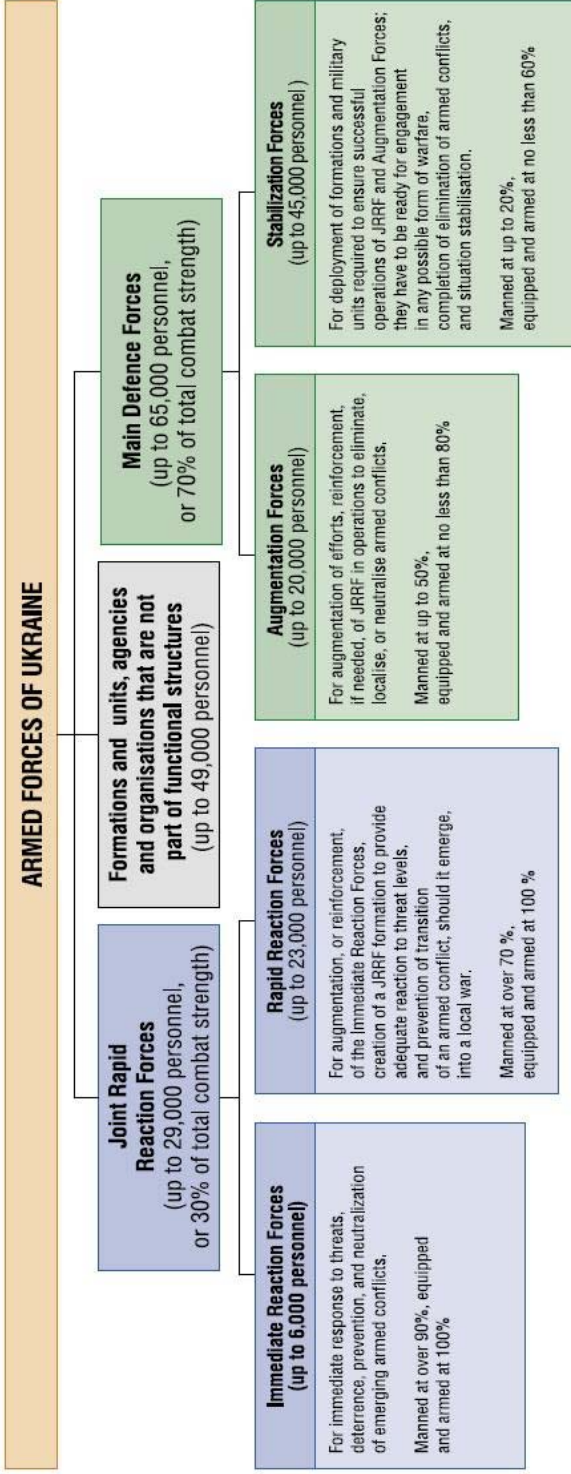 ARMED FORCES OF UKRAINE
Joint Rapid
Reaction Forces
(up to 29,000 personnel,
or 30% of total combat strength)
Formations and units, agencies
and organisations that are not
part of functional structures
(up to 49,000 personnel)
Main Defence Forces
(up to 65,000 personnel,
or 70% of total combat strength)
Immediate Reaction Forces
(up to 6,000 personnel)
For immediate response to threats,
deterrence, prevention, and neutralization
of emerging armed conflicts.
Manned at over 90%, equipped
and armed at 100%
Rapid Reaction Forces
(up to 23,000 personnel)
For augmentation, or reinforcement,
of the Immediate Reaction Forces,
creation of a JRRF formation to provide
adequate reaction to threat levels,
and prevention of transition
of an armed conflict, should it emerge,
into a local war.
Manned at over 70 %,
equipped and armed at 100 %
Augmentation Forces
(up to 20,000 personnel)
For augmentation of efforts, reinforcement,
if needed, of JRRF in operations to eliminate,
localise, or neutralise armed conflicts.
Manned at up to 50%,
equipped and armed at no less than 80%
Stabilization Forces
(up to 45,000 personnel)
For deployment of formations and military
units required to ensure successful
operations of JRRF and Augmentation Forces;
they have to be ready for engagement
in any possible form of warfare,
completion of elimination of armed conflicts,
and situation stabilisation.
Manned at up to 20%,
equipped and armed at no less than 60%